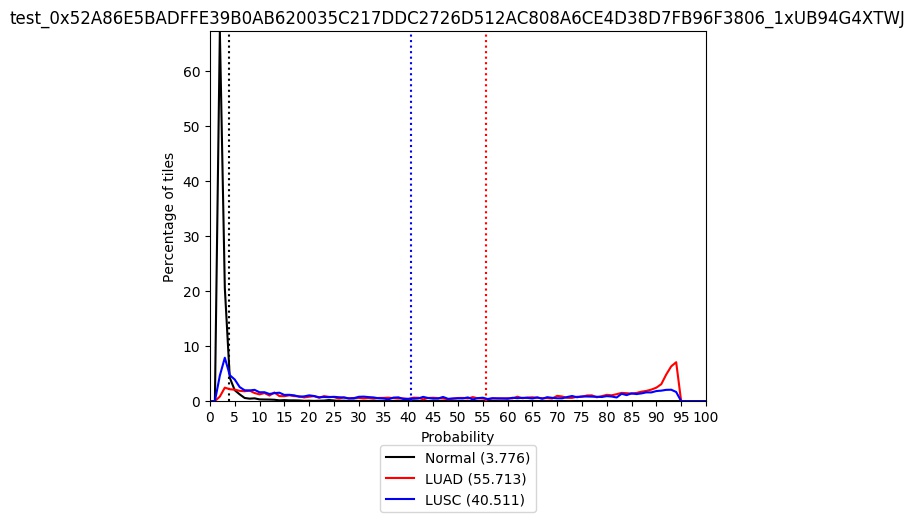 test_0x52A86E5BADFFE39B0AB620035C217DDC2726D512AC808A6CE4D38D7FB96F3806_1xUB94G4XTWJ
60
50
40
30
20
10
0
Percentage of tiles
0 5 10 15 20 25 30 35 40 45 50 55 60 65 70 75 80 85 90 95 100
Probability
Normal (3.776)
LUAD (55.713)
LUSC (40.511)